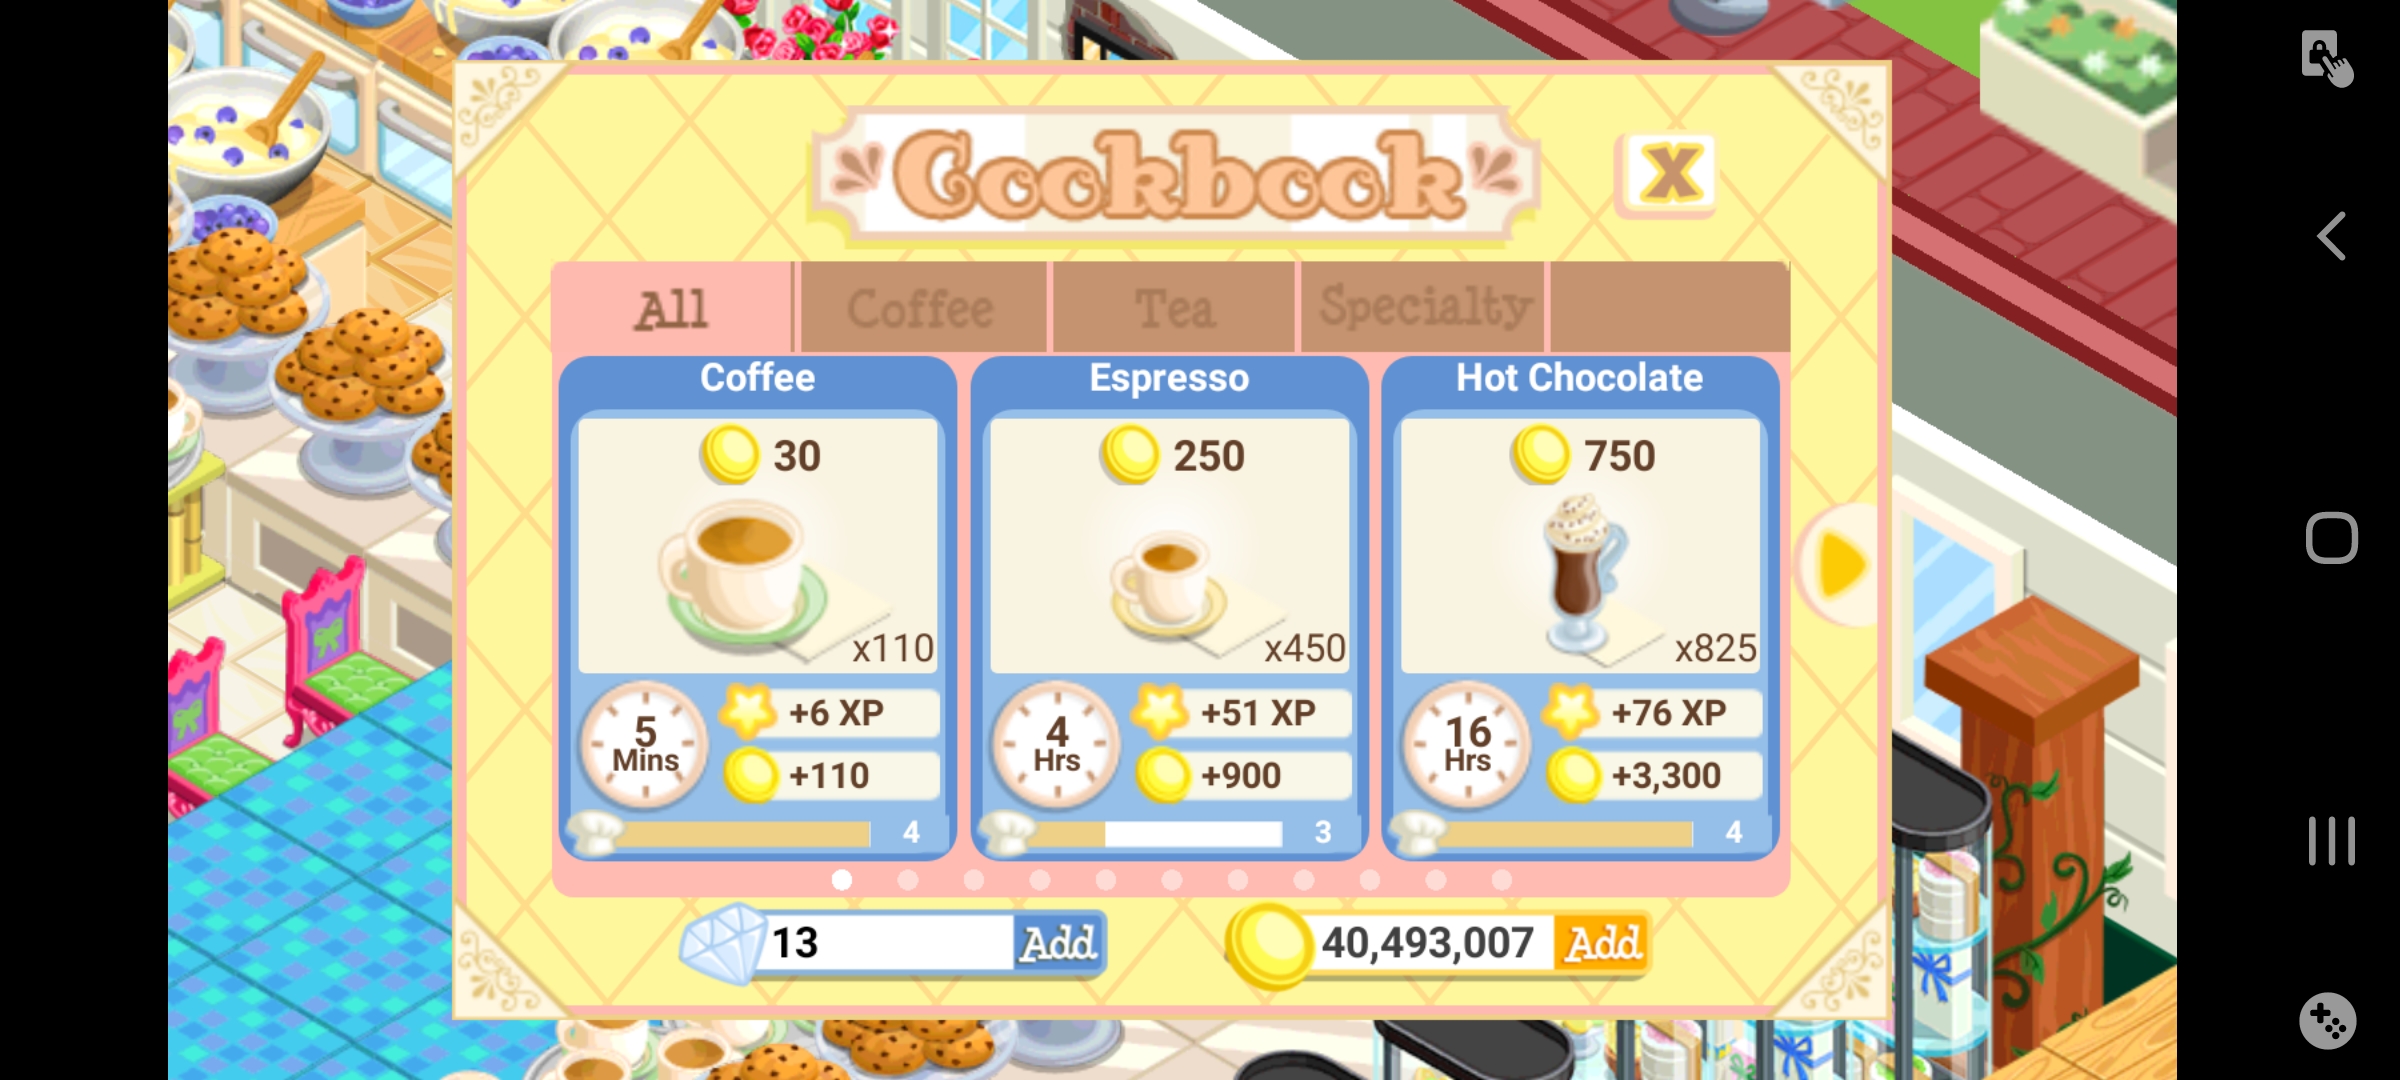 Cookbook
X
All
Coffee
Tea
Specialty
Coffee
30
x110
5
Mins
+6 XP
+110
4
Espresso
250
x450
4
Hrs
+51 XP
+900
3
Hot Chocolate
750
x825
16
Hrs
+76 XP
+3,300
4
13
Add
40,493,007
Add